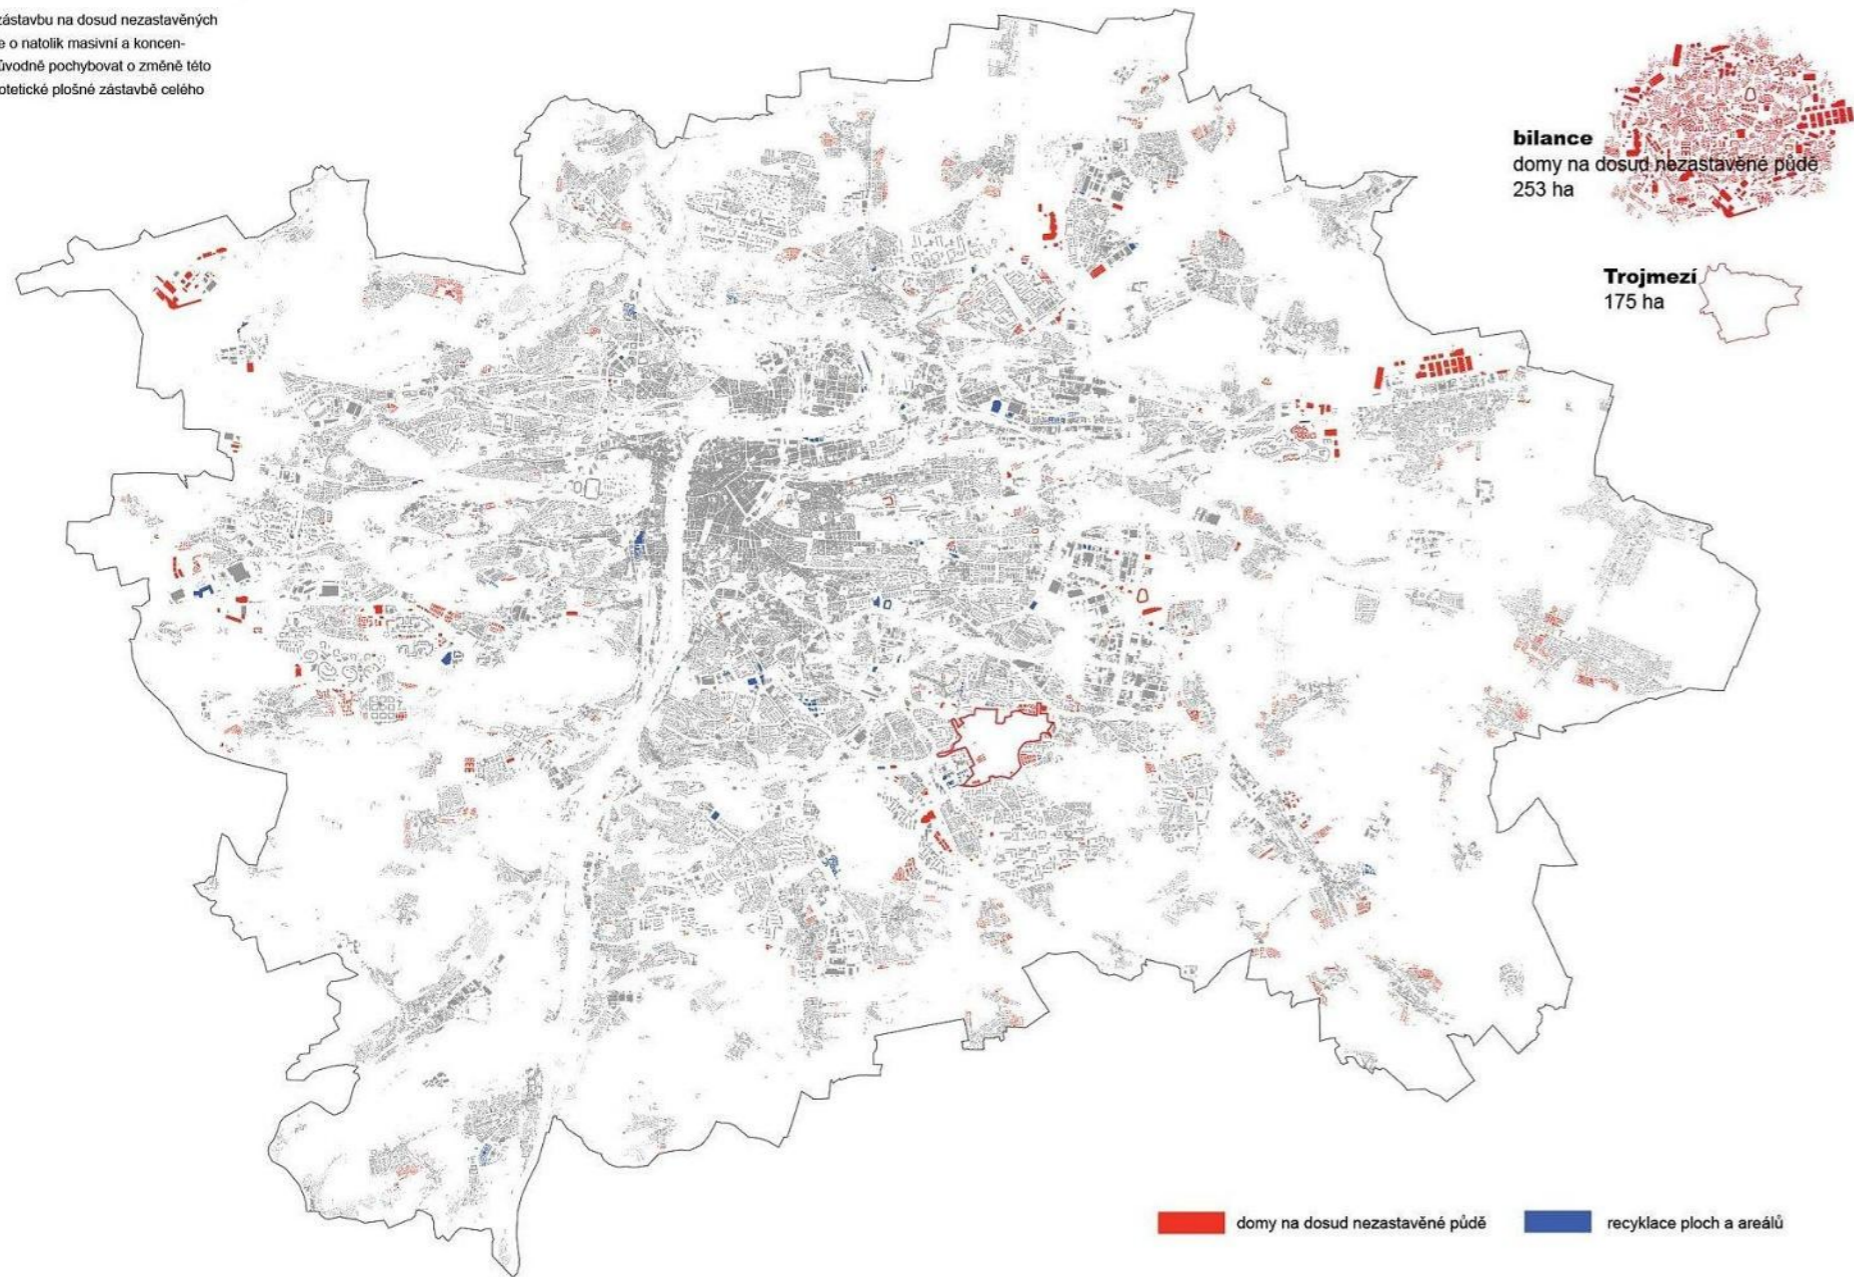 zástavbu na dosud nezastavěných
e o natolik masivní a koncen-
ůvodně pochybovat o změně této
otetické plošné zástavbě celého
bilance
domy na dosud nezastavěné půdě
253 ha
Trojmezí
175 ha
domy na dosud nezastavěné půdě
recyklace ploch a areálů